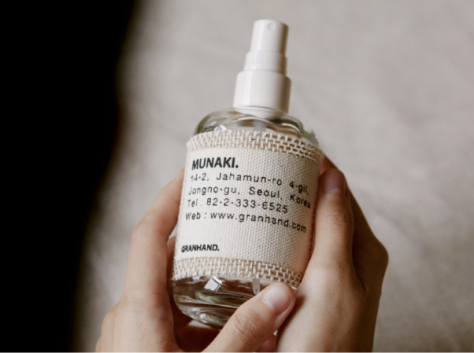 MUNAKI.
14-2, Jahamun-ro 4-gil,
Jongno-gu, Seoul, Korea
Tel . 82-2-333-6525
Web : www.granhand.com
GRANHAND.